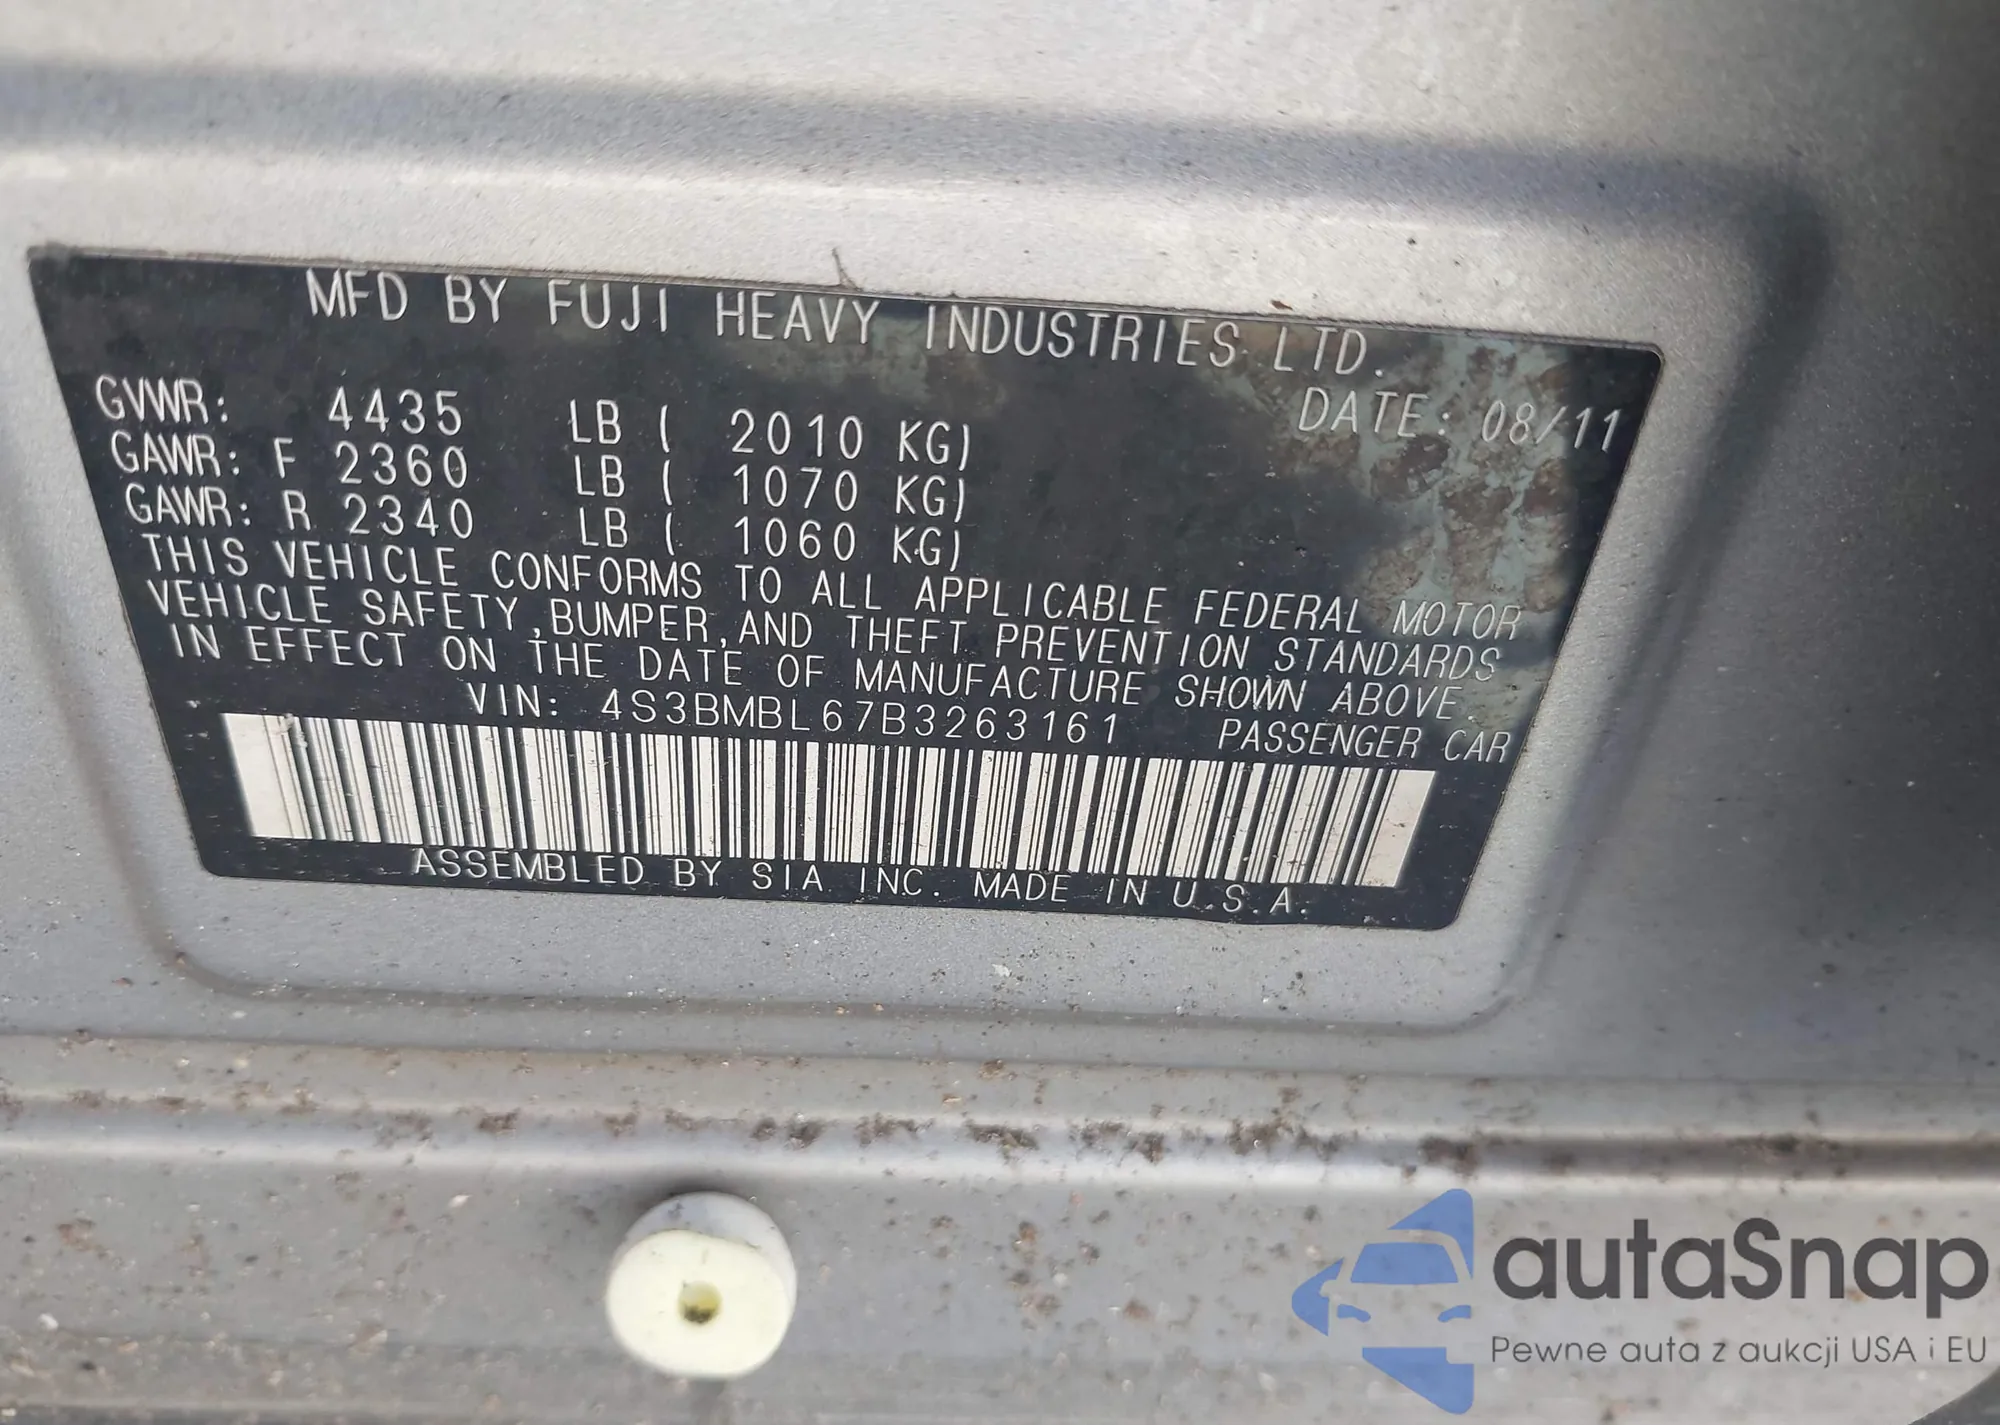 MFD BY FUJI HEAVY INDUSTRIES LTD.
DATE: 08/11
GVWR: 4435 LB ( 2010 KG)
GAWR: F 2360 LB ( 1070 KG)
GAWR: R 2340 LB ( 1060 KG)
THIS VEHICLE CONFORMS TO ALL APPLICABLE FEDERAL MOTOR
VEHICLE SAFETY,BUMPER,AND THEFT PREVENTION STANDARDS
IN EFFECT ON THE DATE OF MANUFACTURE SHOWN ABOVE.
VIN: 4S3BMBL67B3263161 PASSENGER CAR
ASSEMBLED BY SIA INC. MADE IN U.S.A.
autaSnap
Pewne auta z aukcji USA i EU